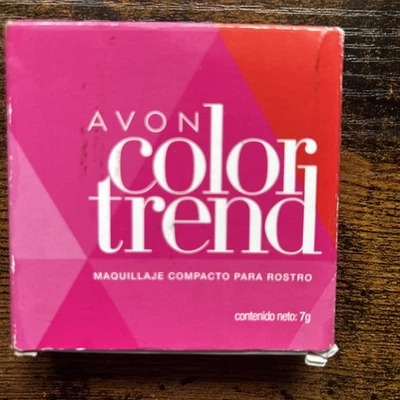 AVON
color
trend
MAQUILLAJE COMPACTO PARA ROSTRO
contenido neto: 7g